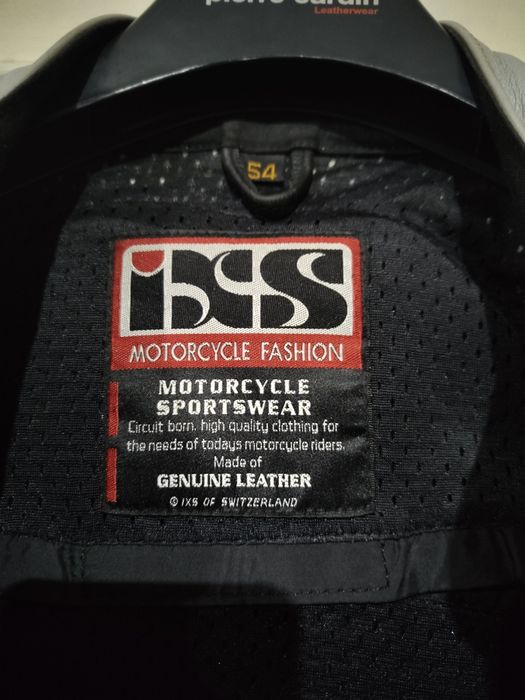 pierre cardin
Leatherwear
54
iXS
MOTORCYCLE FASHION
MOTORCYCLE
SPORTSWEAR
Circuit born, high quality clothing for
the needs of todays motorcycle riders.
Made of
GENUINE LEATHER
© IXS OF SWITZERLAND